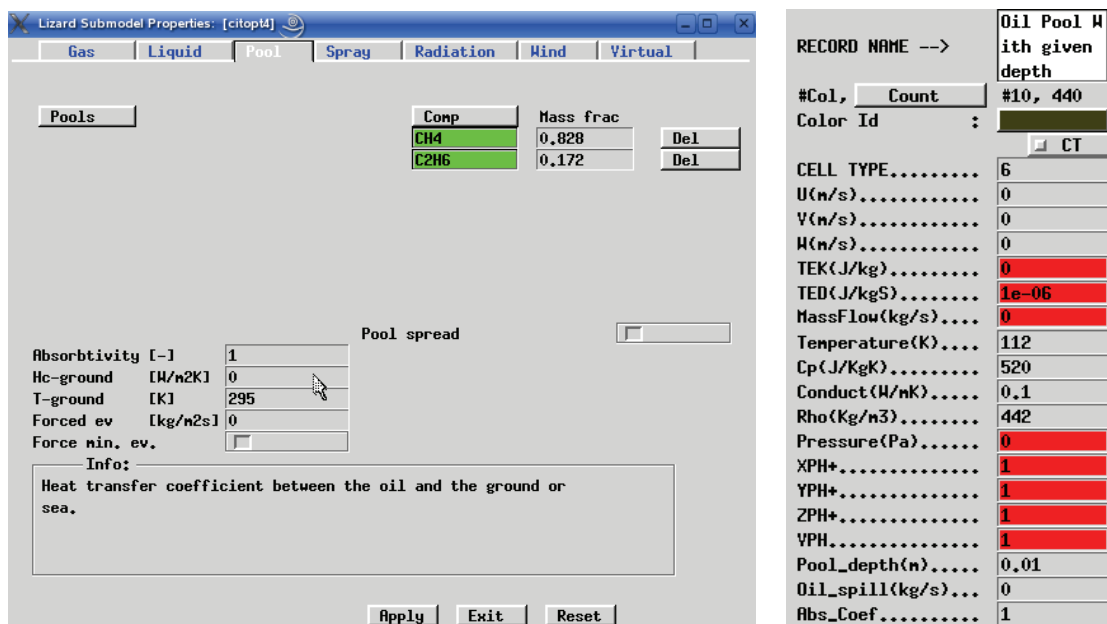 Lizard Submodel Properties: [citopt4]
Gas Liquid Pool Spray Radiation Wind Virtual
Pools Comp Mass frac
CH4 0.828 Del
C2H6 0.172 Del
Pool spread
Absorbtivity [-] 1
Hc-ground [W/m2K] 0
T-ground [K] 295
Forced ev [kg/m2s] 0
Force min. ev.
Info:
Heat transfer coefficient between the oil and the ground or
sea.
Apply Exit Reset
RECORD NAME --> Oil Pool W
ith given
depth
#Col, Count #10, 440
Color Id :
CT
CELL TYPE......... 6
U(m/s)............ 0
V(m/s)............ 0
W(m/s)............ 0
TEK(J/kg)......... 0
TED(J/kgS)........ 1e-06
MassFlow(kg/s).... 0
Temperature(K).... 112
Cp(J/KgK)......... 520
Conduct(W/mK)..... 0.1
Rho(Kg/m3)........ 442
Pressure(Pa)...... 0
XPH+.............. 1
YPH+.............. 1
ZPH+.............. 1
VPH............... 1
Pool_depth(m)..... 0.01
Oil_spill(kg/s)... 0
Abs_Coef.......... 1